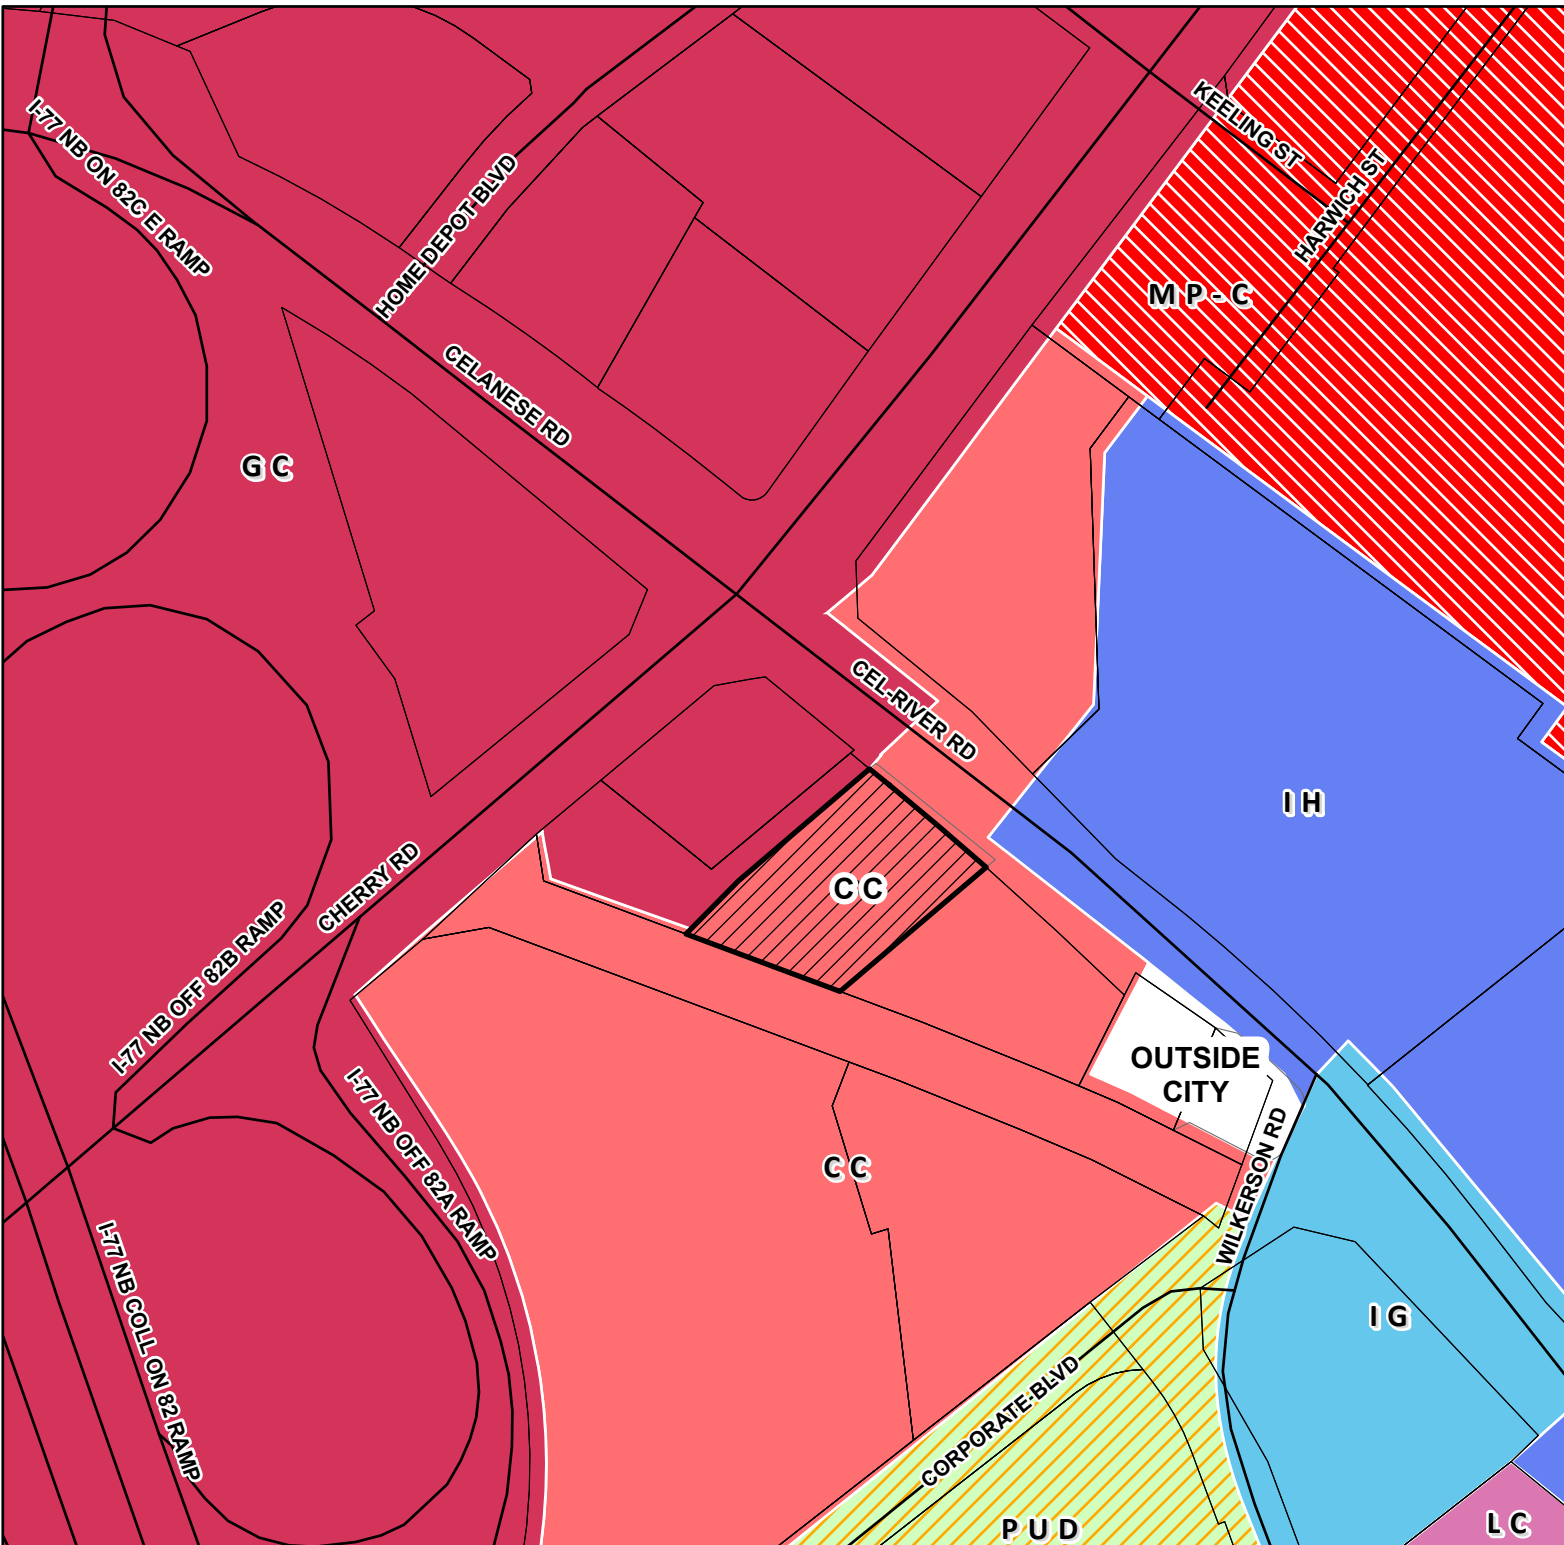 KEELING ST
I-77 NB ON 82C E RAMP
HOME DEPOT BLVD
HARWICH ST
M P - C
CELANESE RD
G C
CEL-RIVER RD
I H
CHERRY RD
C C
I-77 NB OFF 82B RAMP
OUTSIDE
CITY
I-77 NB OFF 82A RAMP
C C
WILKERSON RD
I-77 NB COLL ON 82 RAMP
I G
CORPORATE BLVD
P U D
L C